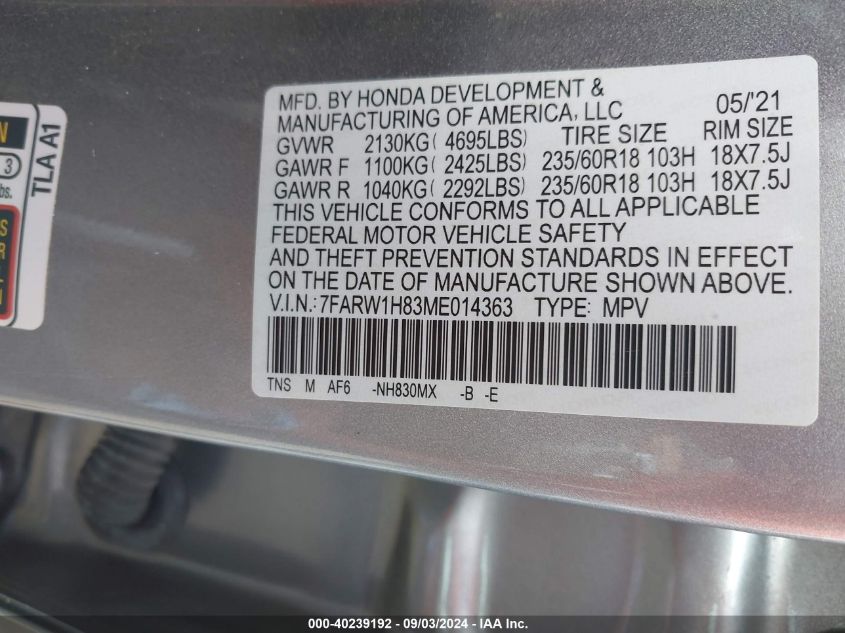 N
3
bs.
S
R
E
N
TLA A1
MFD. BY HONDA DEVELOPMENT & 05/'21
MANUFACTURING OF AMERICA, LLC
GVWR 2130KG( 4695LBS) TIRE SIZE RIM SIZE
GAWR F 1100KG( 2425LBS) 235/60R18 103H 18X7.5J
GAWR R 1040KG( 2292LBS) 235/60R18 103H 18X7.5J
THIS VEHICLE CONFORMS TO ALL APPLICABLE
FEDERAL MOTOR VEHICLE SAFETY
AND THEFT PREVENTION STANDARDS IN EFFECT
ON THE DATE OF MANUFACTURE SHOWN ABOVE.
V.I.N.:7FARW1H83ME014363 TYPE: MPV
TNS M AF6 -NH830MX -B -E
000-40239192 - 09/03/2024 - IAA Inc.